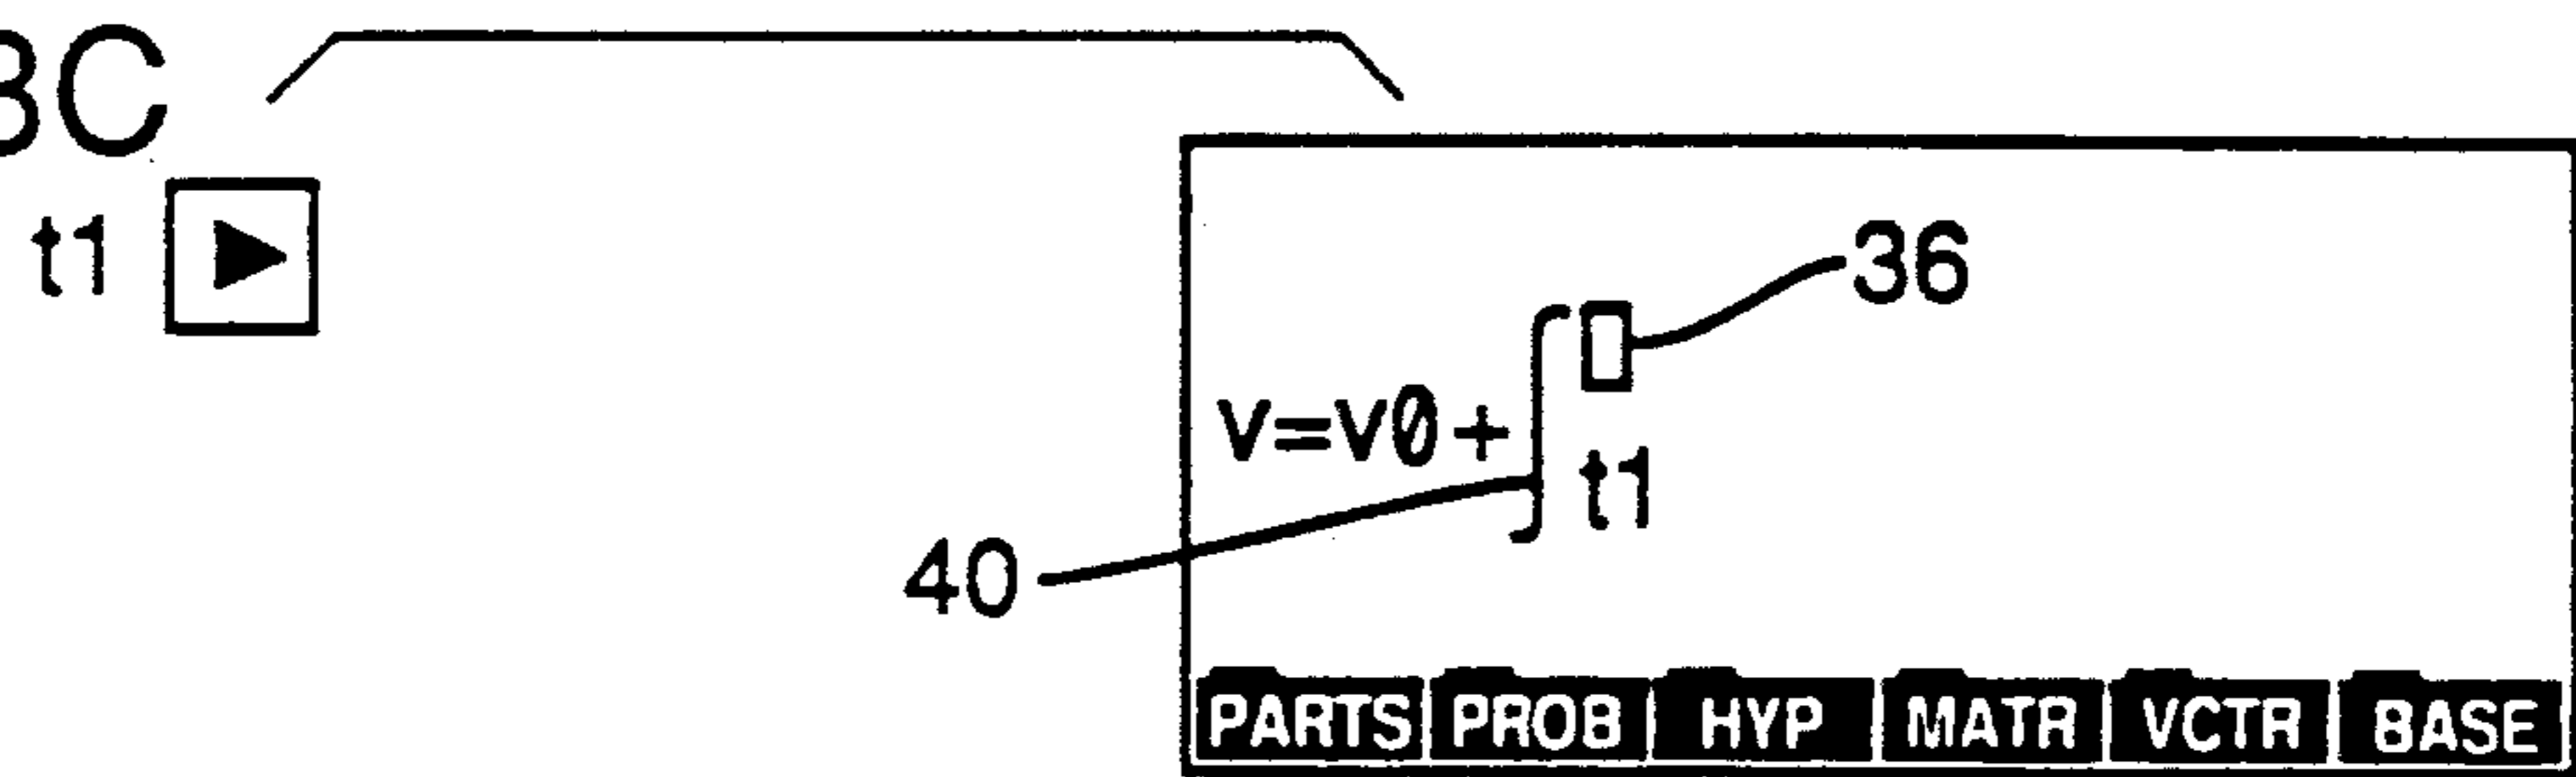 3C
t1 ▶
36
v=v0+∫ t1
40
PARTS PROB HYP MATR VCTR BASE